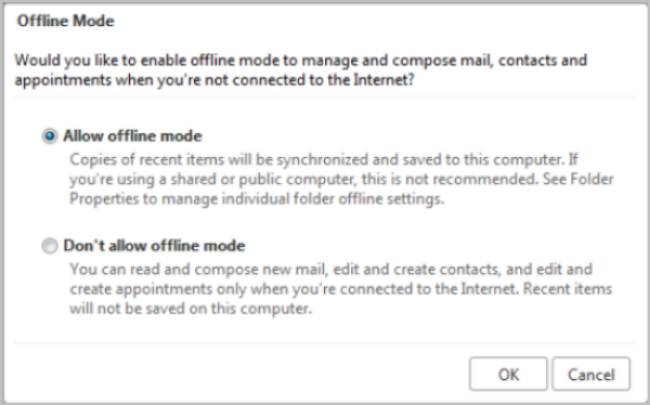 Offline Mode
Would you like to enable offline mode to manage and compose mail, contacts and
appointments when you're not connected to the Internet?
Allow offline mode
Copies of recent items will be synchronized and saved to this computer. If
you're using a shared or public computer, this is not recommended. See Folder
Properties to manage individual folder offline settings.
Don't allow offline mode
You can read and compose new mail, edit and create contacts, and edit and
create appointments only when you're connected to the Internet. Recent items
will not be saved on this computer.
OK Cancel